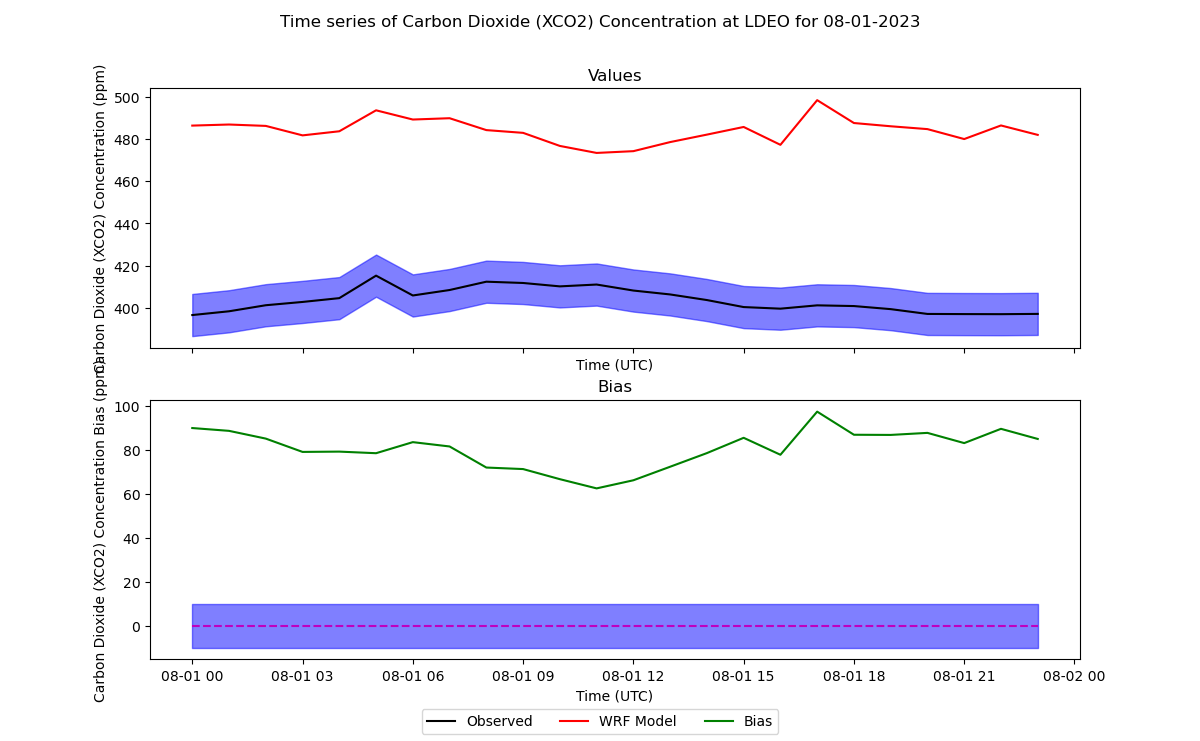 Time series of Carbon Dioxide (XCO2) Concentration at LDEO for 08-01-2023
Values
Carbon Dioxide (XCO2) Concentration (ppm)
500
480
460
440
420
400
Time (UTC)
Bias
Carbon Dioxide (XCO2) Concentration Bias (ppm)
100
80
60
40
20
0
08-01 00 08-01 03 08-01 06 08-01 09 08-01 12 08-01 15 08-01 18 08-01 21 08-02 00
Time (UTC)
Observed WRF Model Bias